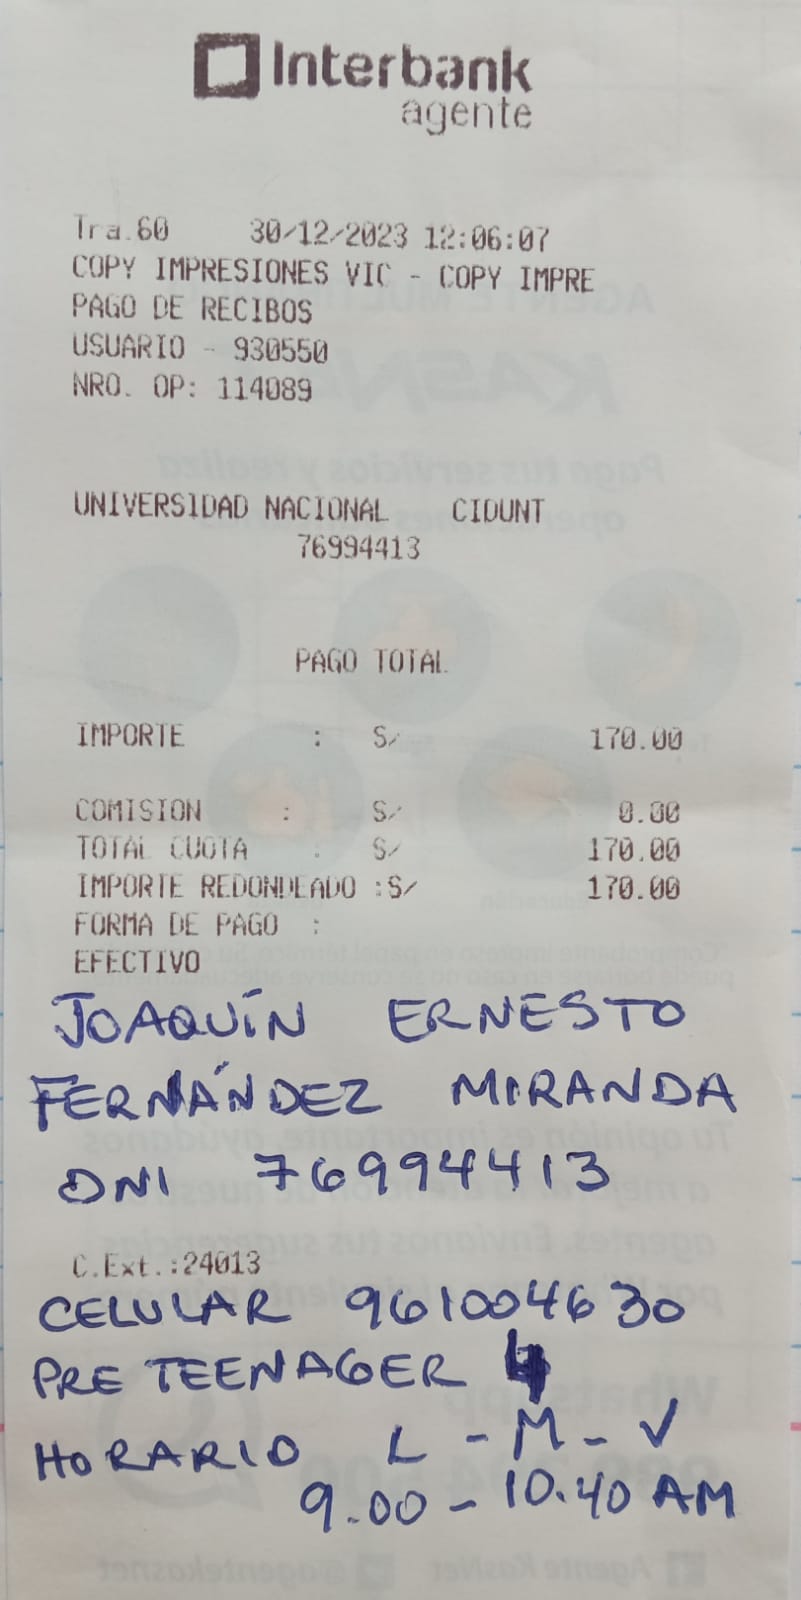 Interbank
agente
Tra.60 30/12/2023 12:06:07
COPY IMPRESIONES VIC - COPY IMPRE
PAGO DE RECIBOS
USUARIO - 930550
NRO. OP: 114089
UNIVERSIDAD NACIONAL CIDUNT
76994413
PAGO TOTAL
IMPORTE : S/ 170.00
COMISION : S/ 0.00
TOTAL CUOTA : S/ 170.00
IMPORTE REDONDEADO :S/ 170.00
FORMA DE PAGO :
EFECTIVO
JOAQUÍN ERNESTO
FERNÁNDEZ MIRANDA
DNI 76994413
C.Ext.:24013
CELULAR 961004630
PRE TEENAGER 4
HORARIO L - M - V
9.00 - 10.40 AM